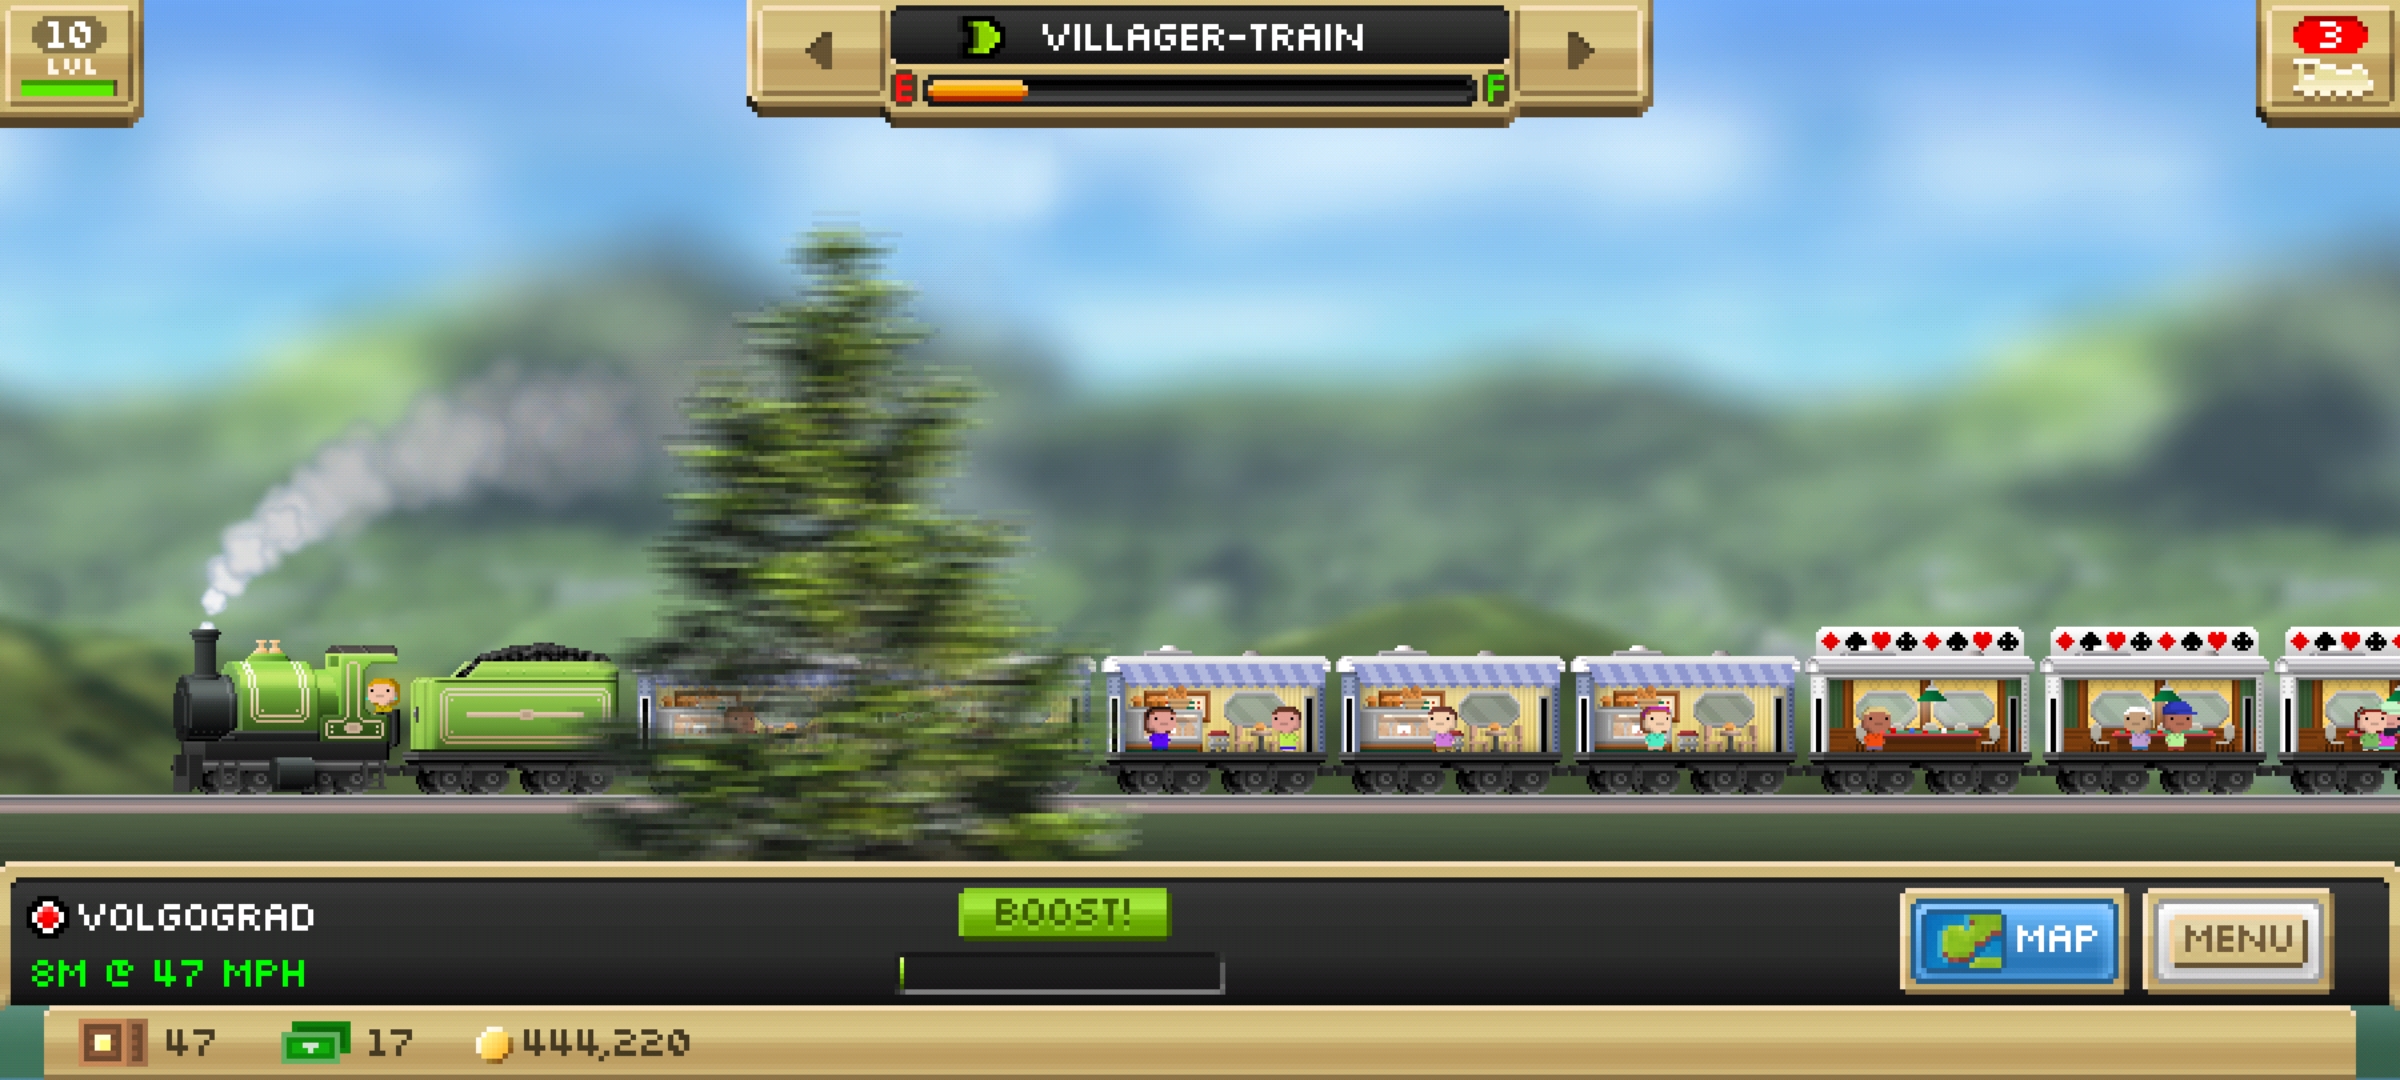 10
LVL
VILLAGER-TRAIN
E F
3
VOLGOGRAD
8M @ 47 MPH
BOOST!
MAP
MENU
47
17
444,220